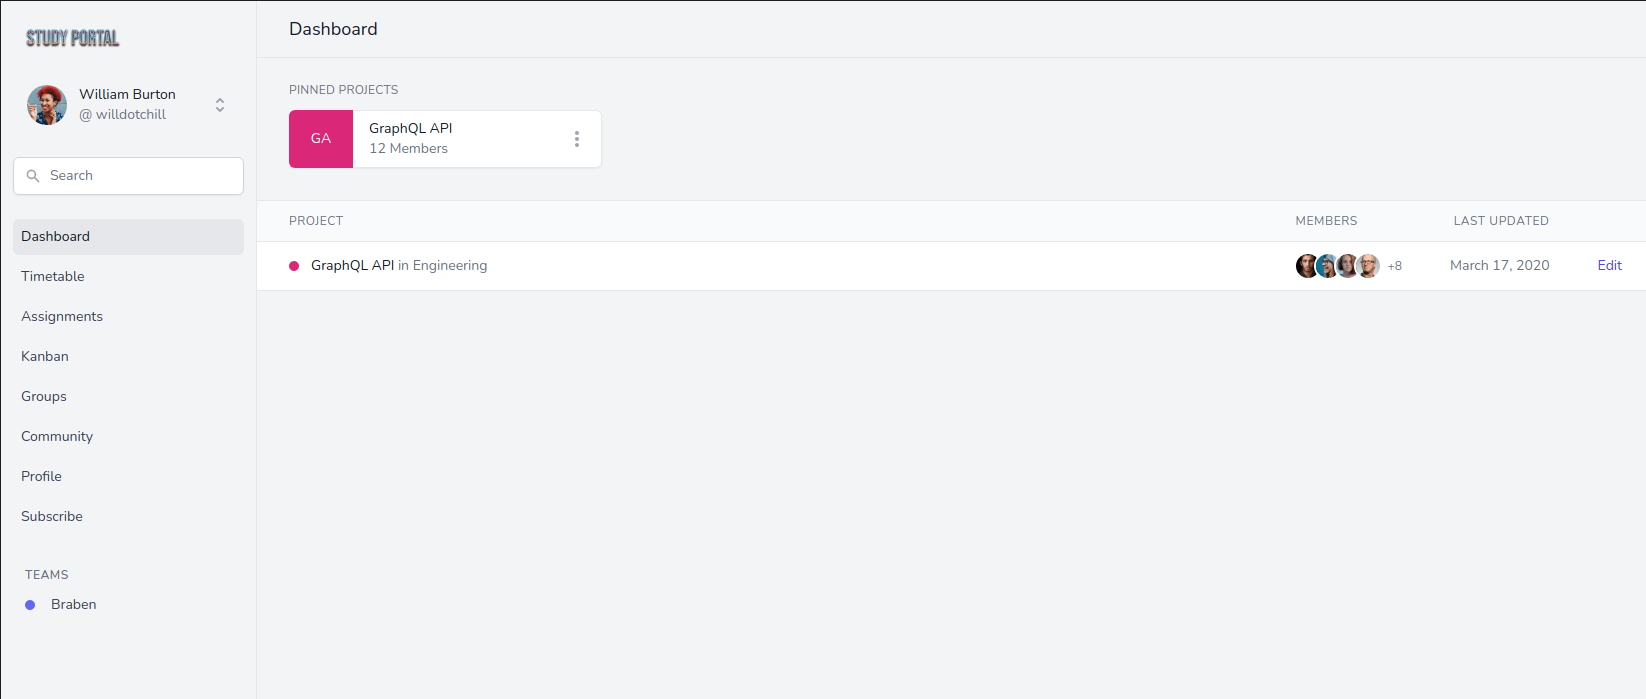 STUDY PORTAL
William Burton
@ willdotchill
Search
Dashboard
Timetable
Assignments
Kanban
Groups
Community
Profile
Subscribe
TEAMS
Braben
Dashboard
PINNED PROJECTS
GA
GraphQL API
12 Members
PROJECT MEMBERS LAST UPDATED
GraphQL API in Engineering +8 March 17, 2020 Edit